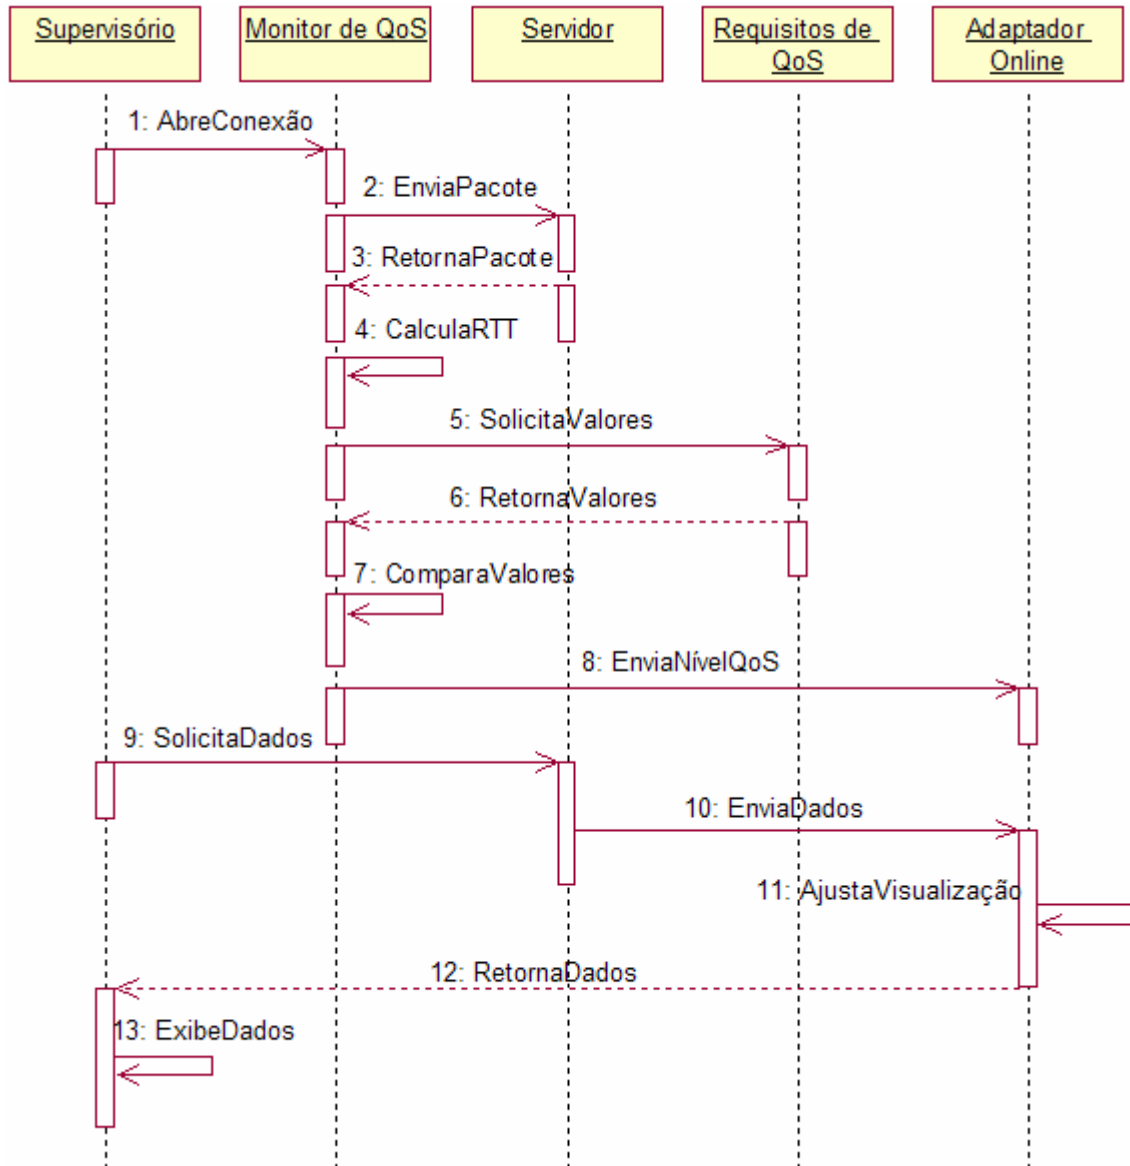 Supervisório
Monitor de QoS
Servidor
Requisitos de
QoS
Adaptador
Online
1: AbreConexão
2: EnviaPacote
3: RetornaPacote
4: CalculaRTT
5: SolicitaValores
6: RetornaValores
7: ComparaValores
8: EnviaNívelQoS
9: SolicitaDados
10: EnviaDados
11: AjustaVisualização
12: RetornaDados
13: ExibeDados